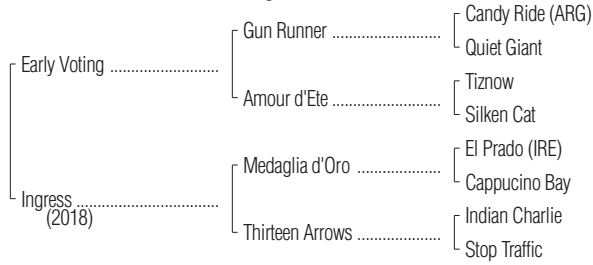 Candy Ride (ARG)
Gun Runner ........................
Quiet Giant
Early Voting ........................
Tiznow
Amour d'Ete ........................
Silken Cat
El Prado (IRE)
Medaglia d'Oro ..................
Cappucino Bay
Ingress ................................
(2018)
Indian Charlie
Thirteen Arrows ..................
Stop Traffic